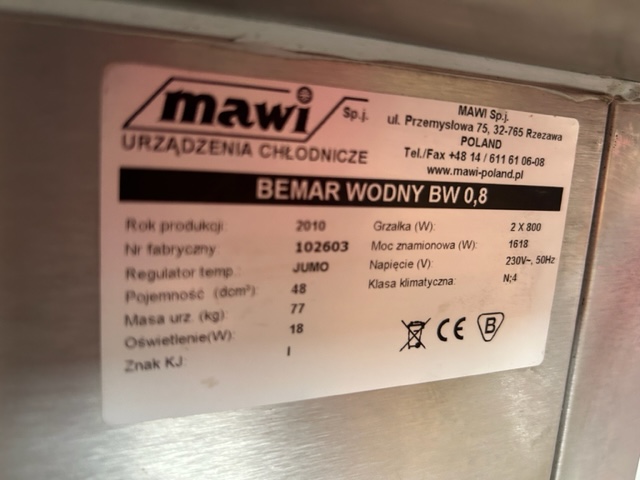 mawi Sp.j.
URZĄDZENIA CHŁODNICZE
MAWI Sp.j.
ul. Przemysłowa 75, 32-765 Rzezawa
POLAND
Tel./Fax +48 14 / 611 61 06-08
www.mawi-poland.pl
BEMAR WODNY BW 0,8
Rok produkcji: 2010
Nr fabryczny 102603
Regulator temp.: JUMO
Pojemność (dcm³): 48
Masa urz. (kg): 77
Oświetlenie(W): 18
Znak KJ: I
Grzałka (W): 2 X 800
Moc znamionowa (W): 1618
Napięcie (V): 230V~, 50Hz
Klasa klimatyczna: N;4
CE B